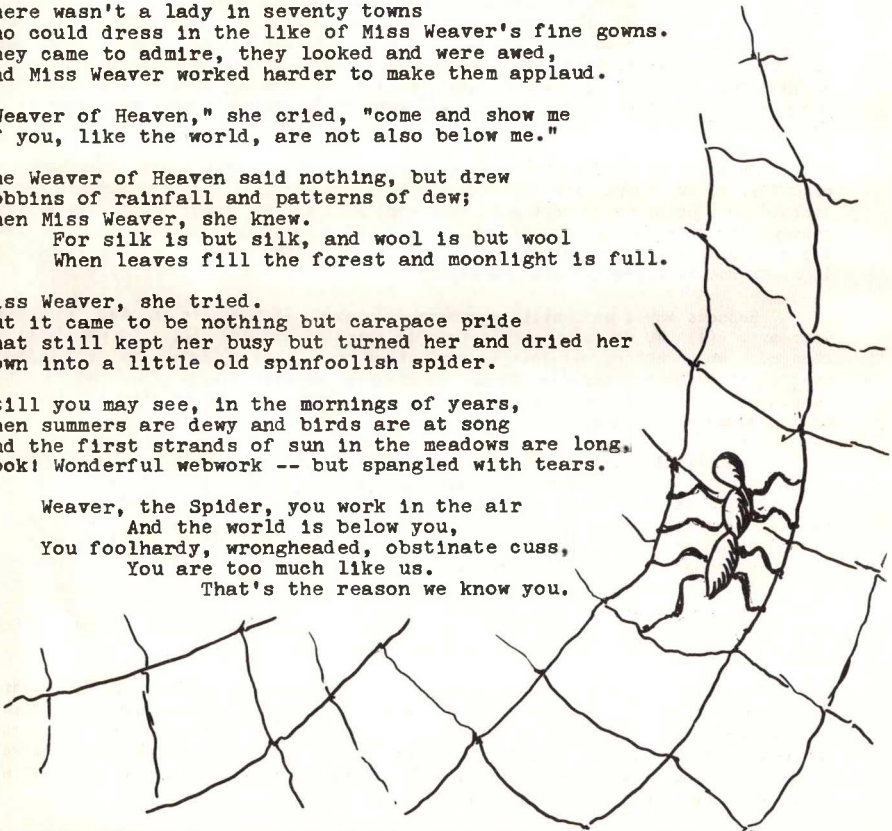 here wasn't a lady in seventy towns
ho could dress in the like of Miss Weaver's fine gowns.
hey came to admire, they looked and were awed,
nd Miss Weaver worked harder to make them applaud.
Weaver of Heaven," she cried, "come and show me
f you, like the world, are not also below me."
he Weaver of Heaven said nothing, but drew
obbins of rainfall and patterns of dew;
hen Miss Weaver, she knew.
For silk is but silk, and wool is but wool
When leaves fill the forest and moonlight is full.
iss Weaver, she tried.
ut it came to be nothing but carapace pride
hat still kept her busy but turned her and dried her
own into a little old spinfoolish spider.
till you may see, in the mornings of years,
hen summers are dewy and birds are at song
nd the first strands of sun in the meadows are long,
ook! Wonderful webwork -- but spangled with tears.
Weaver, the Spider, you work in the air
And the world is below you,
You foolhardy, wrongheaded, obstinate cuss,
You are too much like us.
That's the reason we know you.